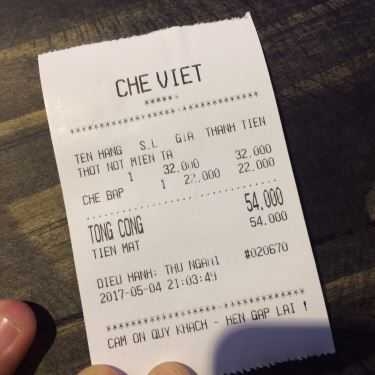 CHE VIET
TEN HANG S.L GIA THANH TIEN
THOT NOT MIEN TA
1 32.000 32.000
CHE BAP 1 22.000 22.000
TONG CONG 54.000
TIEN MAT 54.000
DIEU HANH: THU NGAN1 #020670
2017-05-04 21:03:49
CAM ON QUY KHACH - HEN GAP LAI !